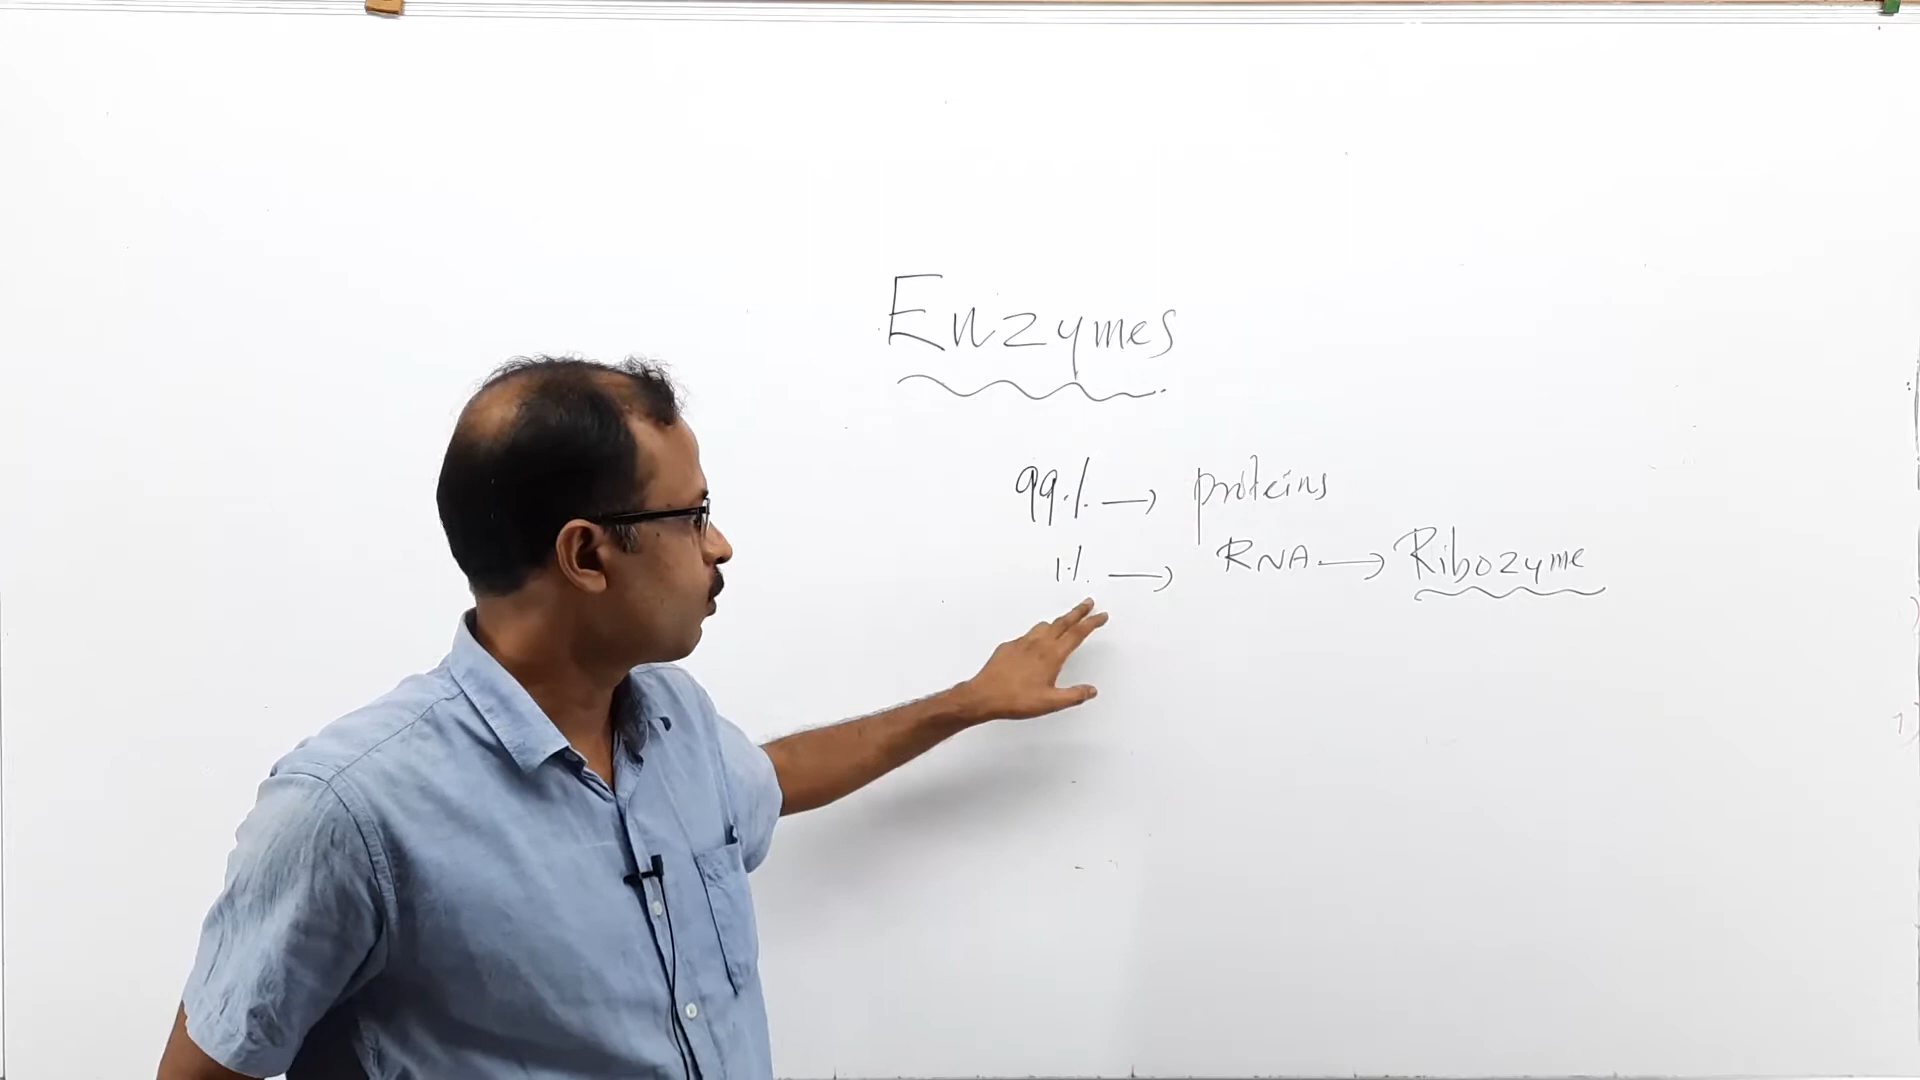 Enzymes
99% → proteins
1% → RNA → Ribozyme